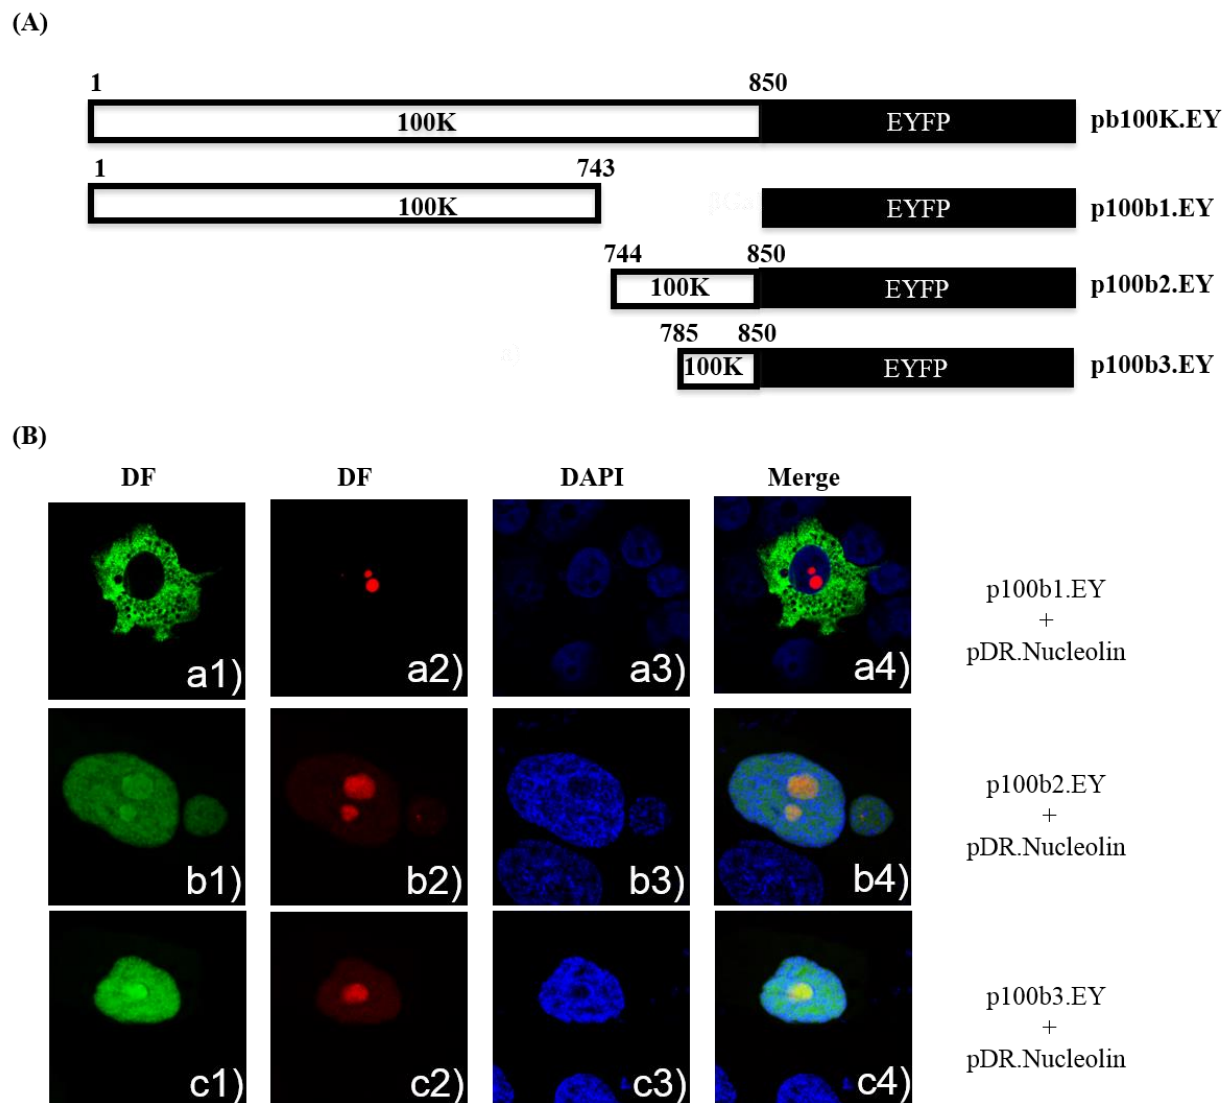 (A)
1 850
100K EYFP pb100K.EY
1 743
100K EYFP p100b1.EY
744 850
100K EYFP p100b2.EY
785 850
100K EYFP p100b3.EY
(B)
DF DF DAPI Merge
a1) a2) a3) a4)
p100b1.EY
+
pDR.Nucleolin
b1) b2) b3) b4)
p100b2.EY
+
pDR.Nucleolin
c1) c2) c3) c4)
p100b3.EY
+
pDR.Nucleolin